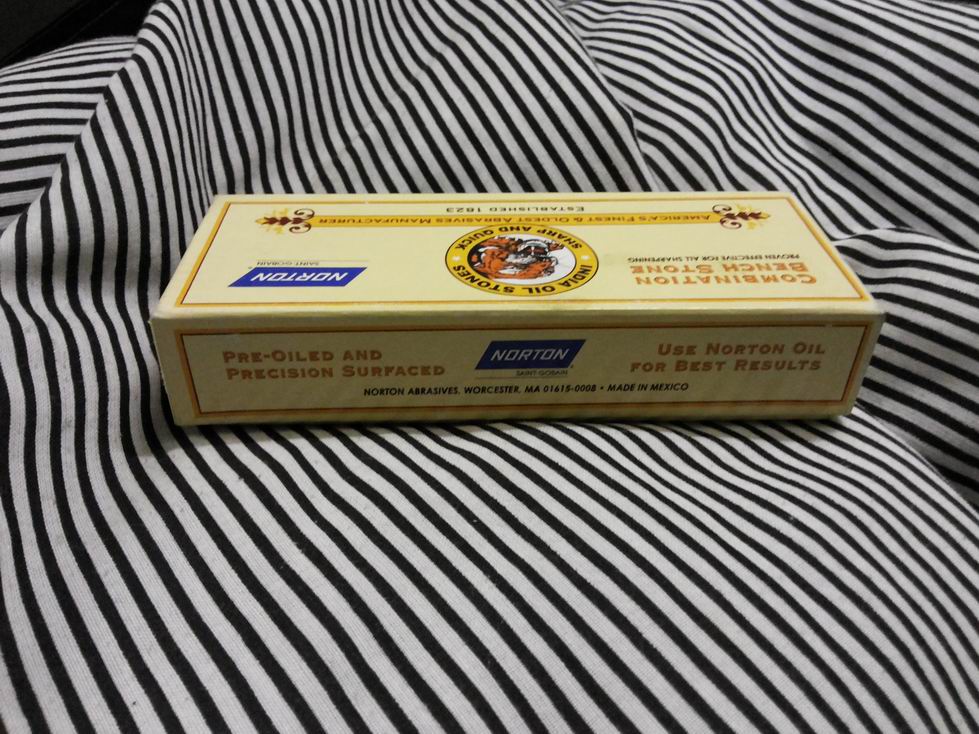 ESTABLISHED 1823
AMERICA'S FINEST & OLDEST ABRASIVES MANUFACTURER
INDIA OIL STONES
SHARP AND QUICK
COMBINATION
BENCH STONE
PROVEN EFFECTIVE FOR ALL SHARPENING
NORTON
SAINT-GOBAIN
PRE-OILED AND
PRECISION SURFACED
NORTON
SAINT-GOBAIN
USE NORTON OIL
FOR BEST RESULTS
NORTON ABRASIVES, WORCESTER, MA 01615-0008 • MADE IN MEXICO